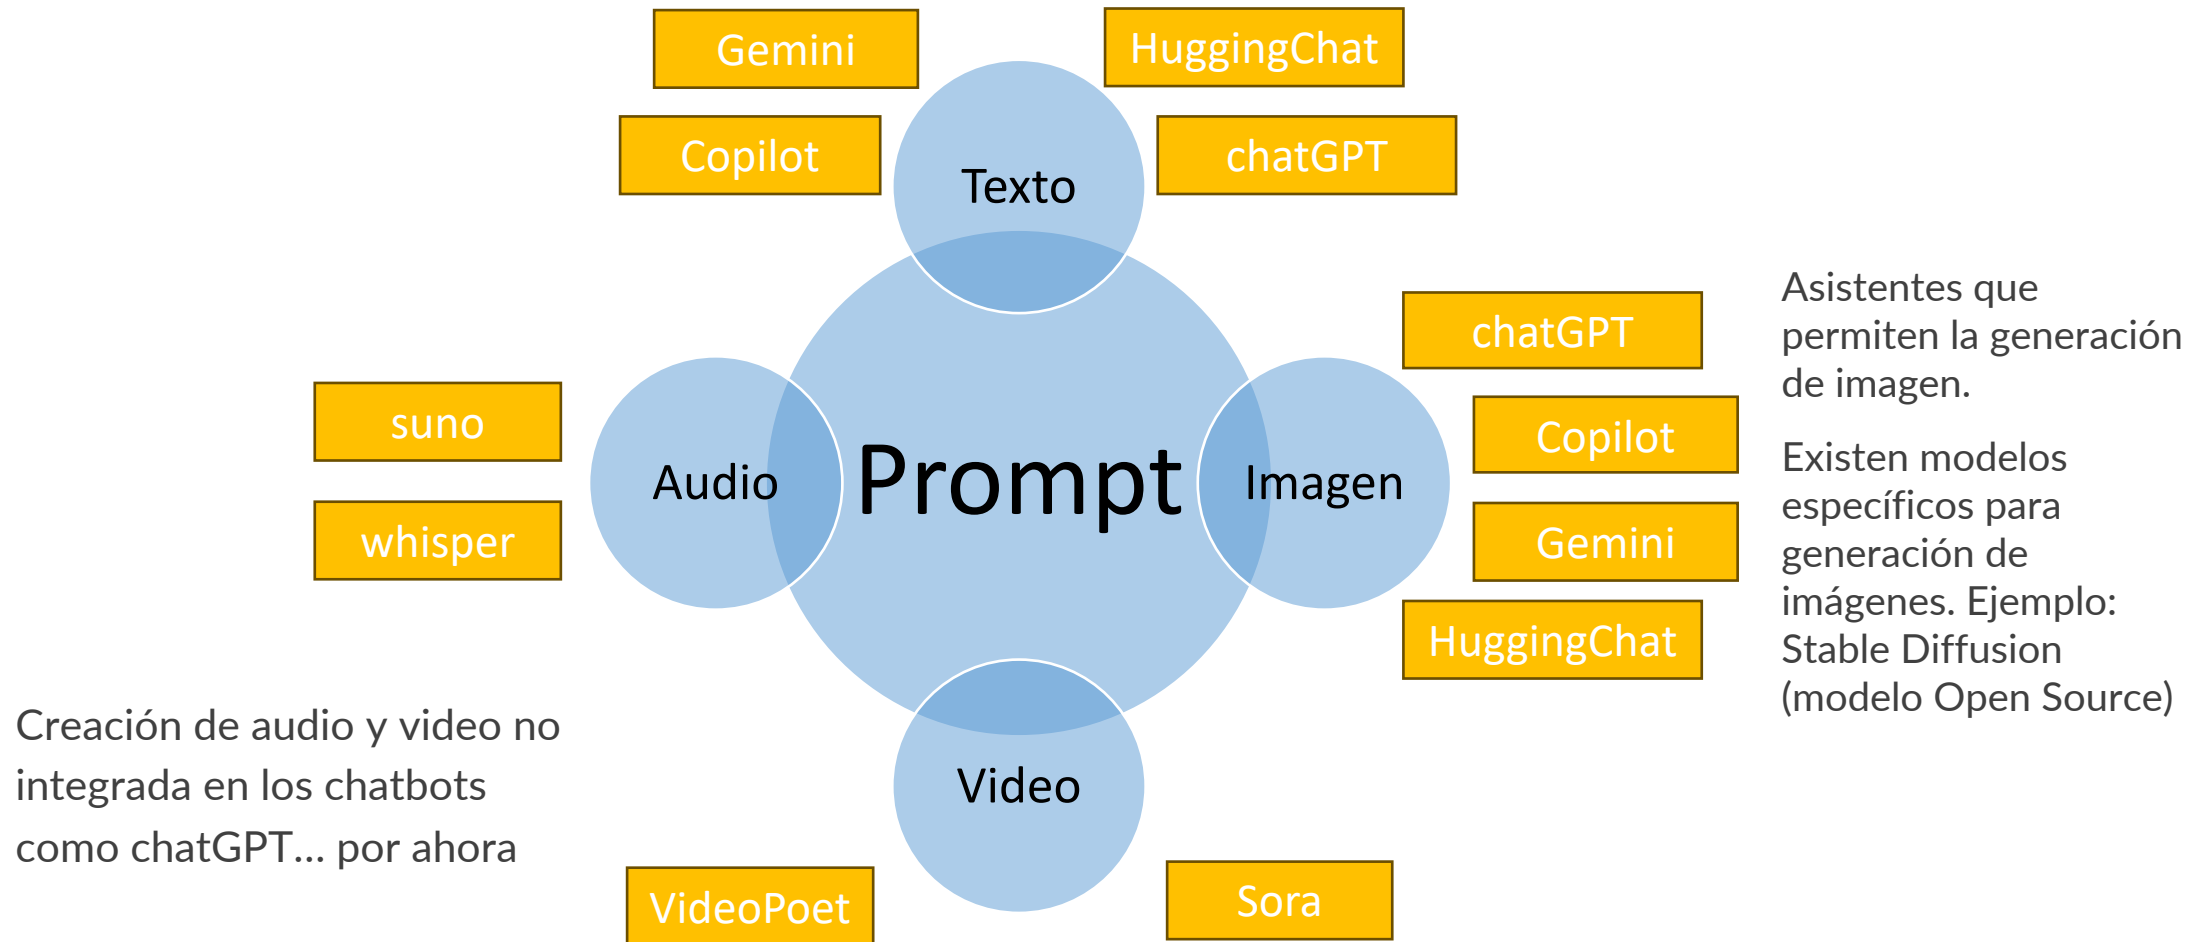 Gemini
HuggingChat
Copilot
chatGPT
Texto
chatGPT
Asistentes que
permiten la generación
de imagen.
Copilot
Existen modelos
específicos para
generación de
imágenes. Ejemplo:
Stable Diffusion
(modelo Open Source)
Gemini
HuggingChat
suno
whisper
Audio
Prompt
Imagen
Creación de audio y video no
integrada en los chatbots
como chatGPT... por ahora
Video
VideoPoet
Sora